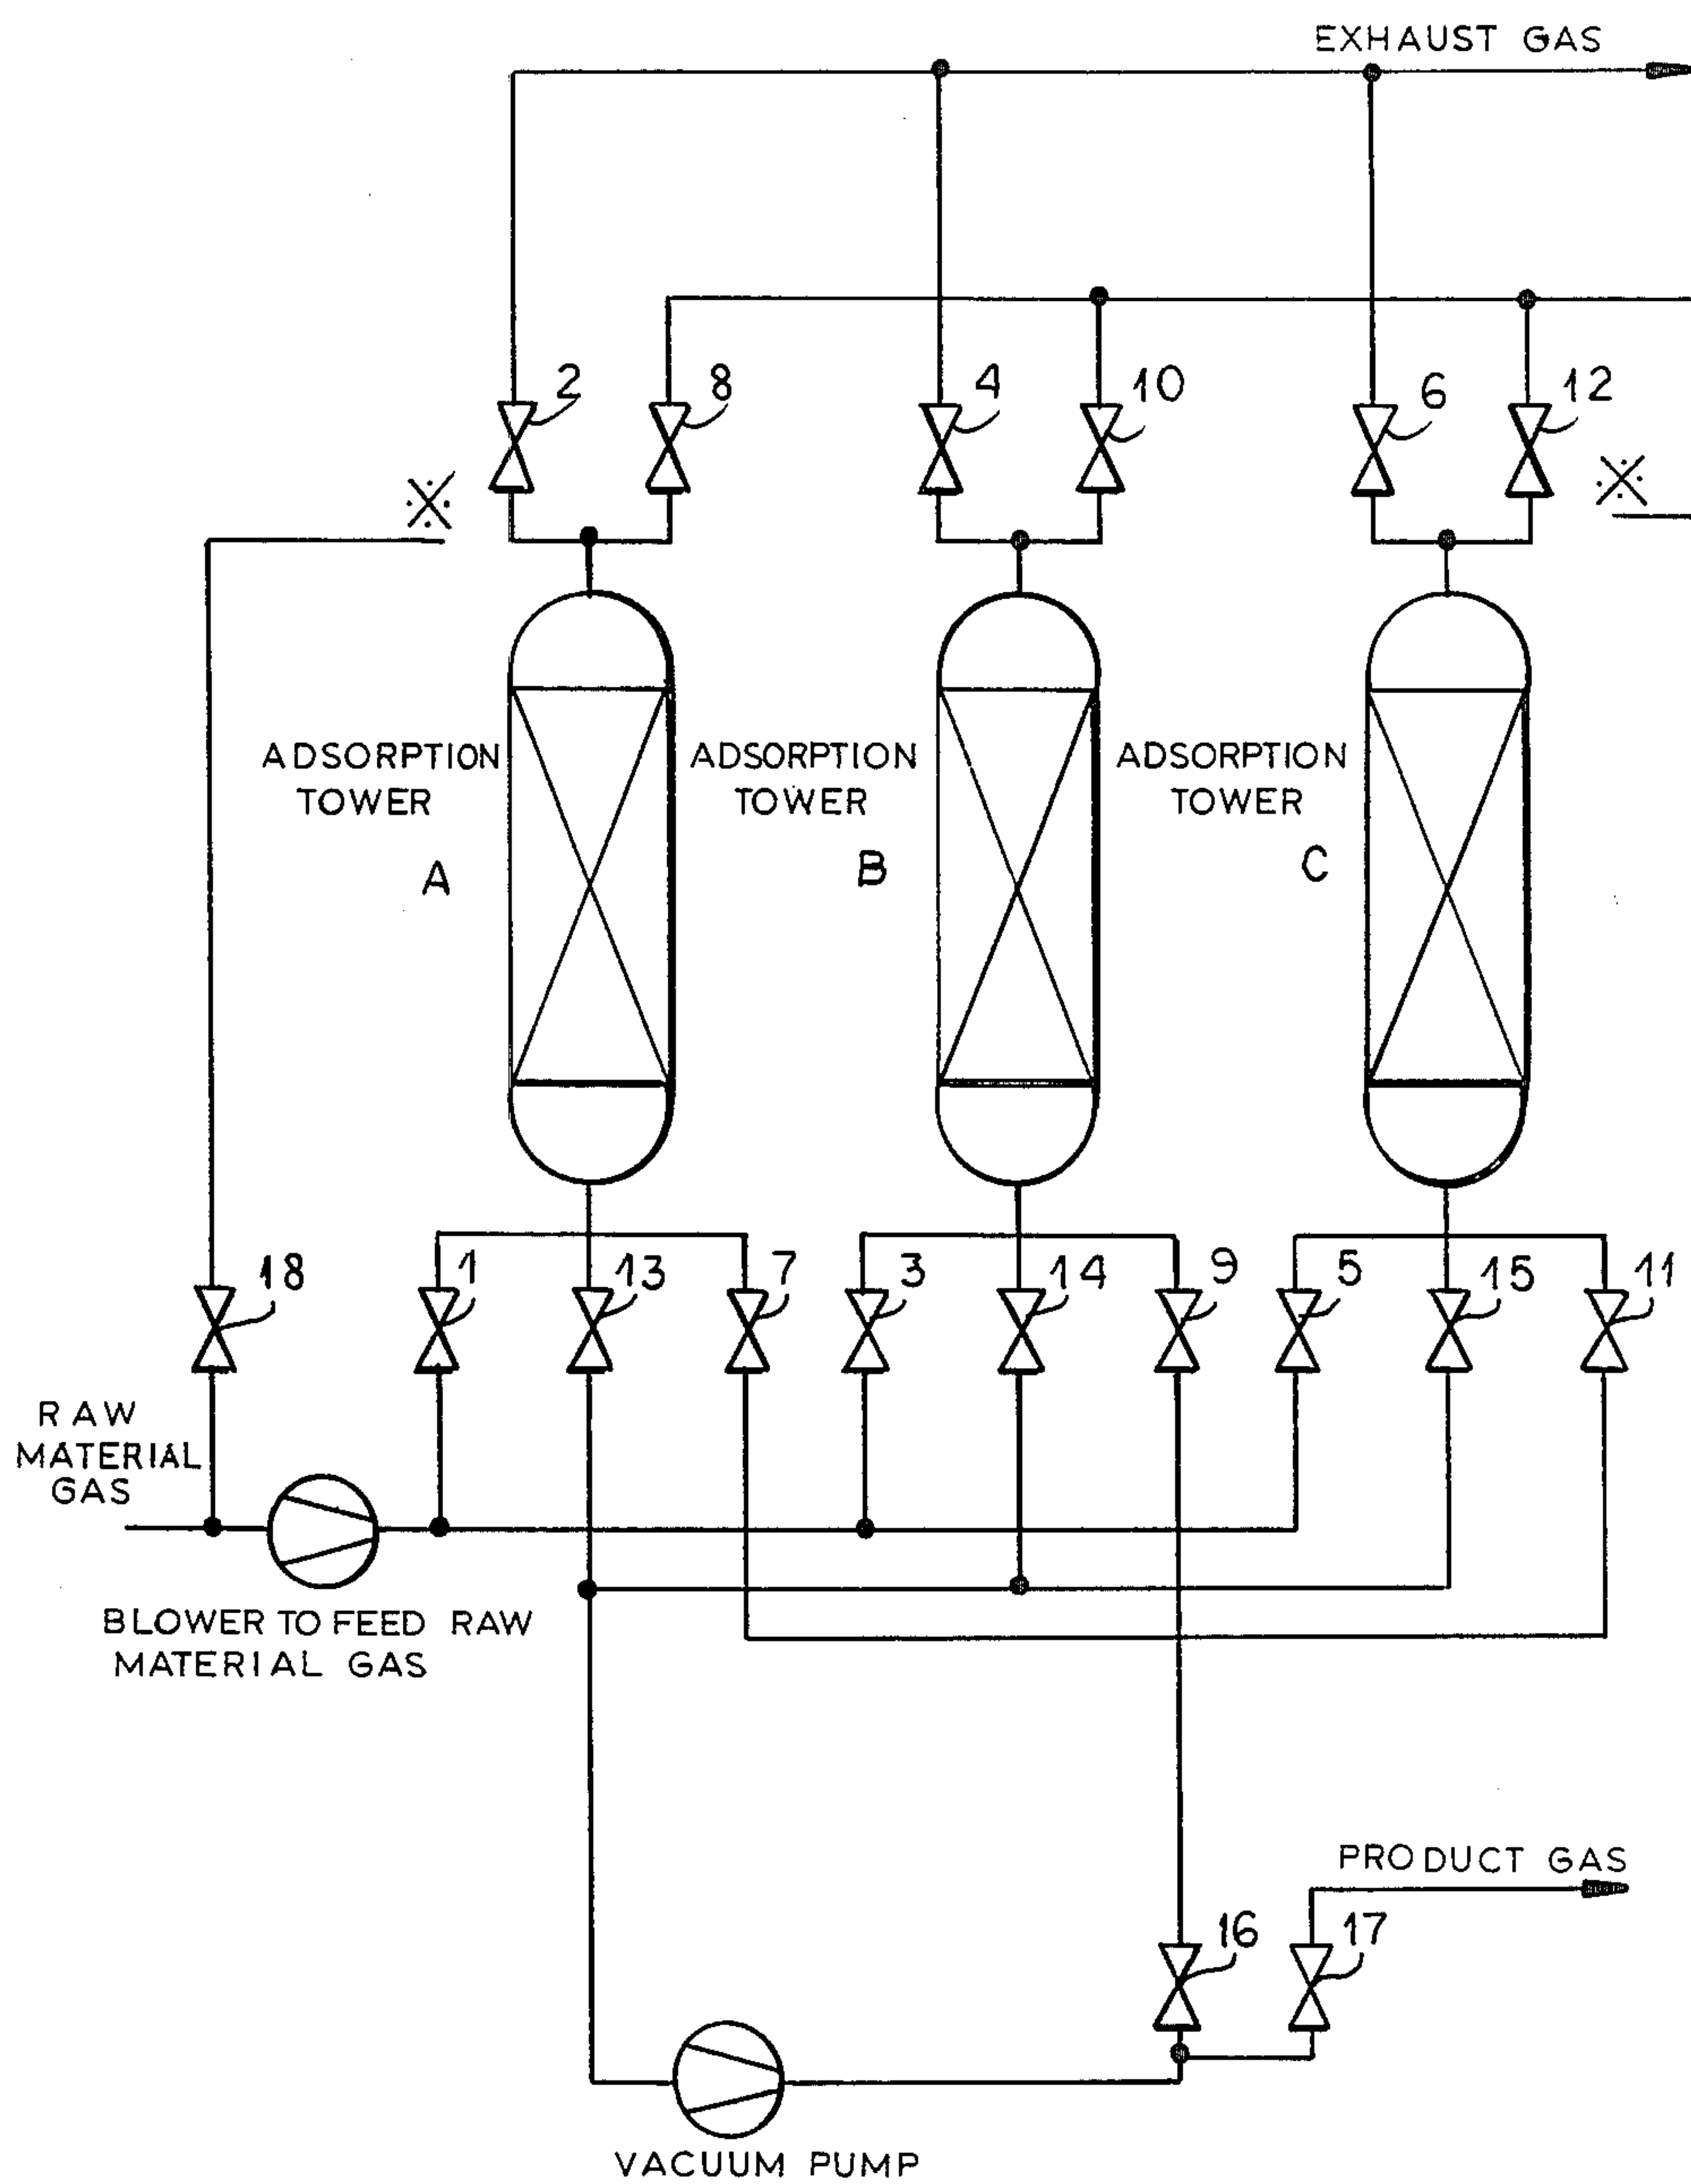 EXHAUST GAS
2
8
4
10
6
12
※
※
ADSORPTION
TOWER
A
ADSORPTION
TOWER
B
ADSORPTION
TOWER
C
18
1
13
7
3
14
9
5
15
11
RAW
MATERIAL
GAS
BLOWER TO FEED RAW
MATERIAL GAS
PRODUCT GAS
16
17
VACUUM PUMP